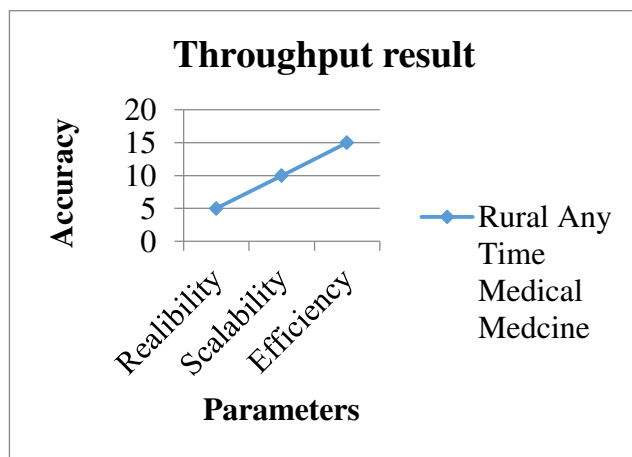 Throughput result
Accuracy
20
15
10
5
0
Realibility
Scalability
Efficiency
Parameters
Rural Any
Time
Medical
Medcine